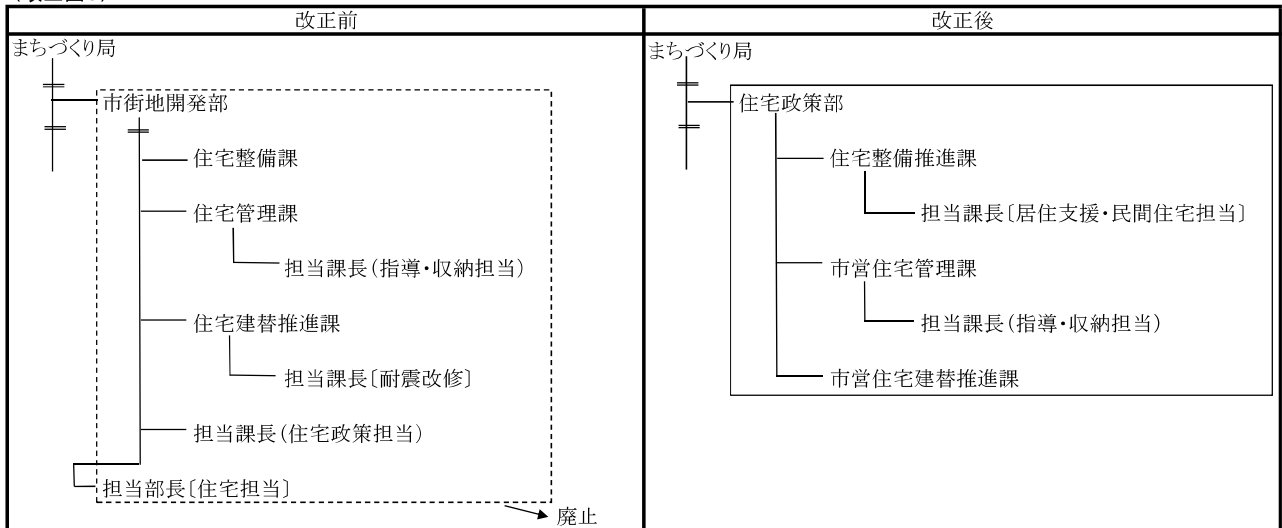 改正前
まちづくり局
市街地開発部
住宅整備課
住宅管理課
担当課長(指導・収納担当)
住宅建替推進課
担当課長〔耐震改修〕
担当課長(住宅政策担当)
担当部長〔住宅担当〕
廃止
改正後
まちづくり局
住宅政策部
住宅整備推進課
担当課長〔居住支援・民間住宅担当〕
市営住宅管理課
担当課長(指導・収納担当)
市営住宅建替推進課